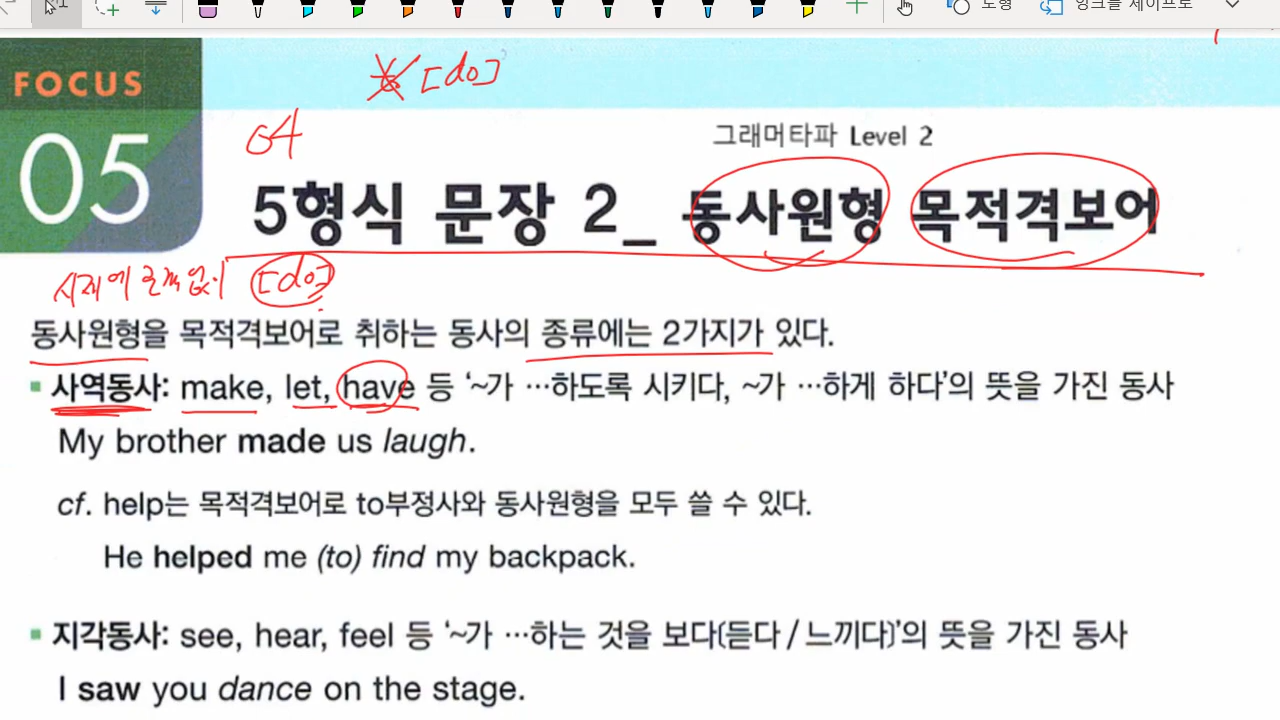 도형
잉크를 셰이프로
FOCUS
05
[do]
04
그래머타파 Level 2
5형식 문장 2_ 동사원형 목적격보어
시제에 관계 없이 [do]
동사원형을 목적격보어로 취하는 동사의 종류에는 2가지가 있다.
▪ 사역동사: make, let, have 등 ‘~가 …하도록 시키다, ~가 …하게 하다’의 뜻을 가진 동사
My brother made us laugh.
cf. help는 목적격보어로 to부정사와 동사원형을 모두 쓸 수 있다.
He helped me (to) find my backpack.
▪ 지각동사: see, hear, feel 등 ‘~가 …하는 것을 보다(듣다 / 느끼다)’의 뜻을 가진 동사
I saw you dance on the stage.